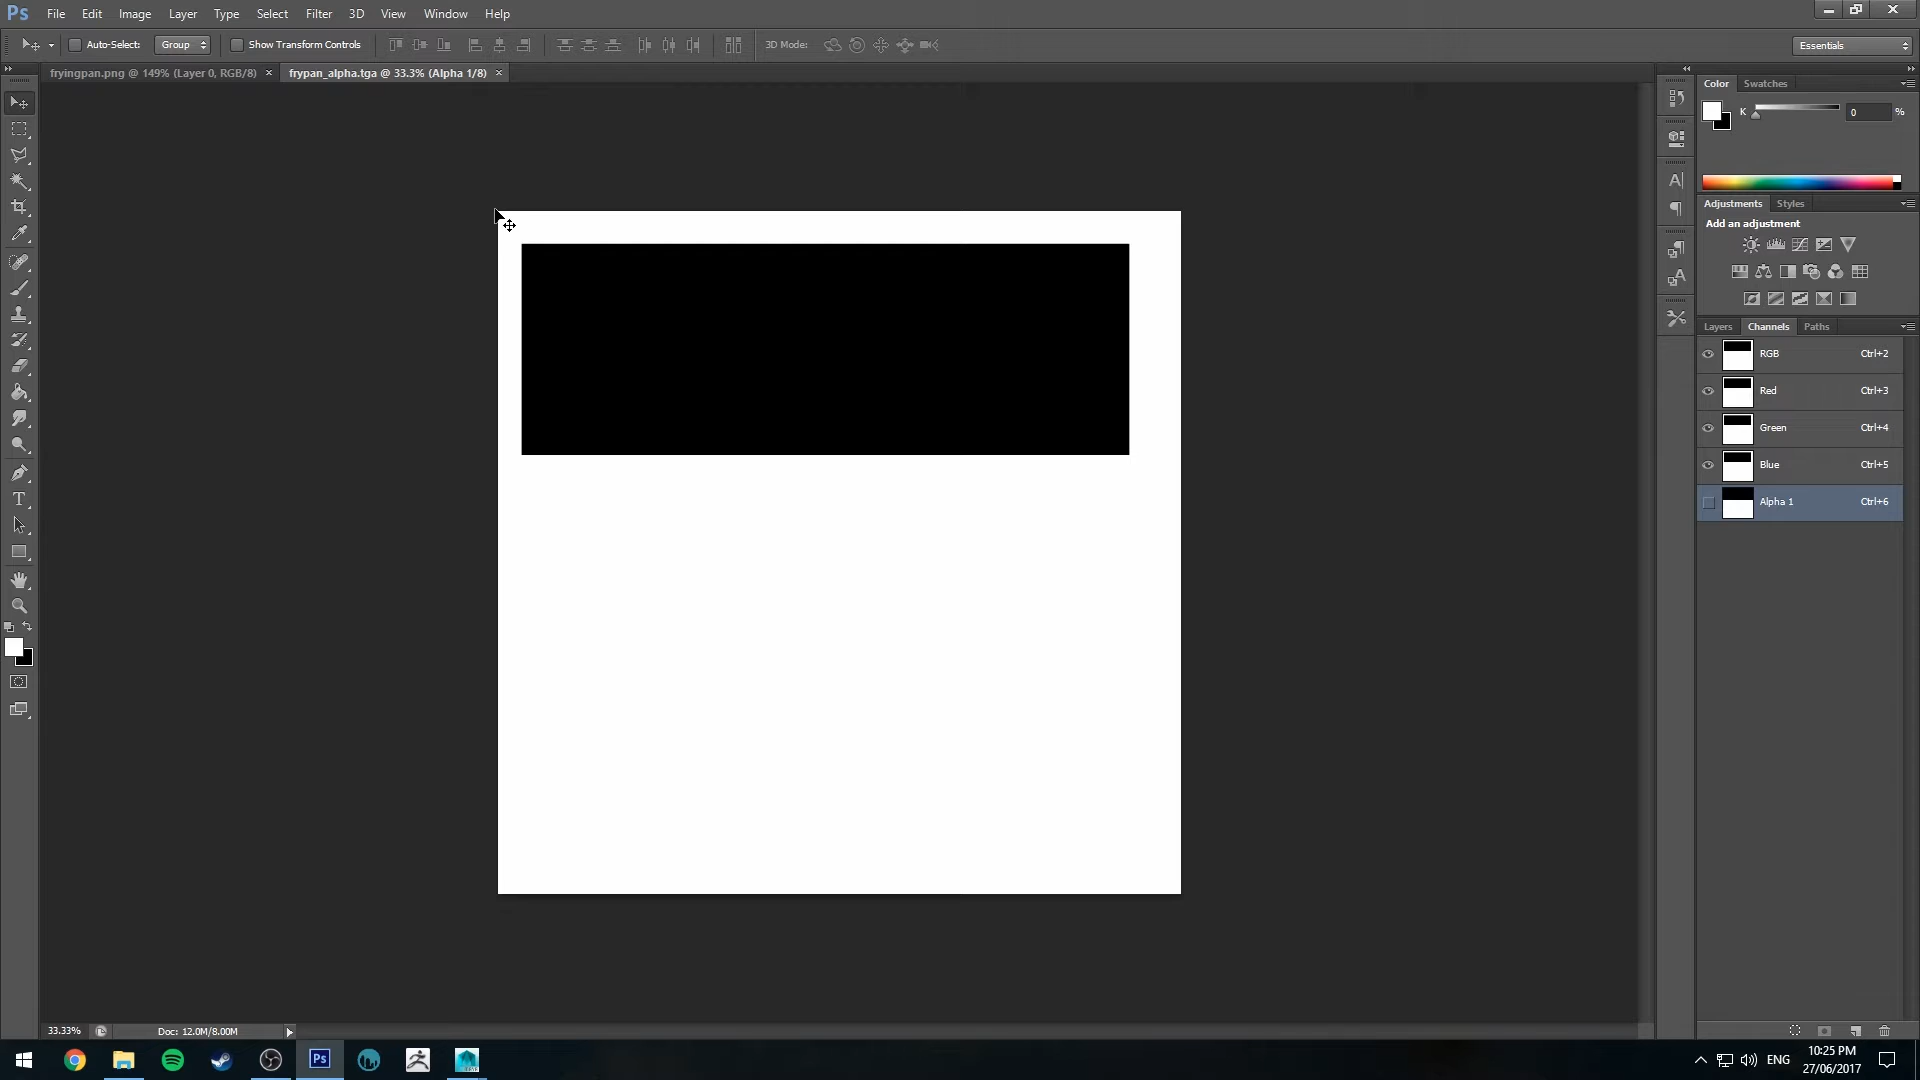 Ps File Edit Image Layer Type Select Filter 3D View Window Help
Auto-Select: Group Show Transform Controls 3D Mode: Essentials
fryingpan.png @ 149% (Layer 0, RGB/8) × frypan_alpha.tga @ 33.3% (Alpha 1/8) ×
Color Swatches
K 0 %
Adjustments Styles
Add an adjustment
Layers Channels Paths
RGB Ctrl+2
Red Ctrl+3
Green Ctrl+4
Blue Ctrl+5
Alpha 1 Ctrl+6
33.33% Doc: 12.0M/8.00M
Ps ENG 10:25 PM
27/06/2017